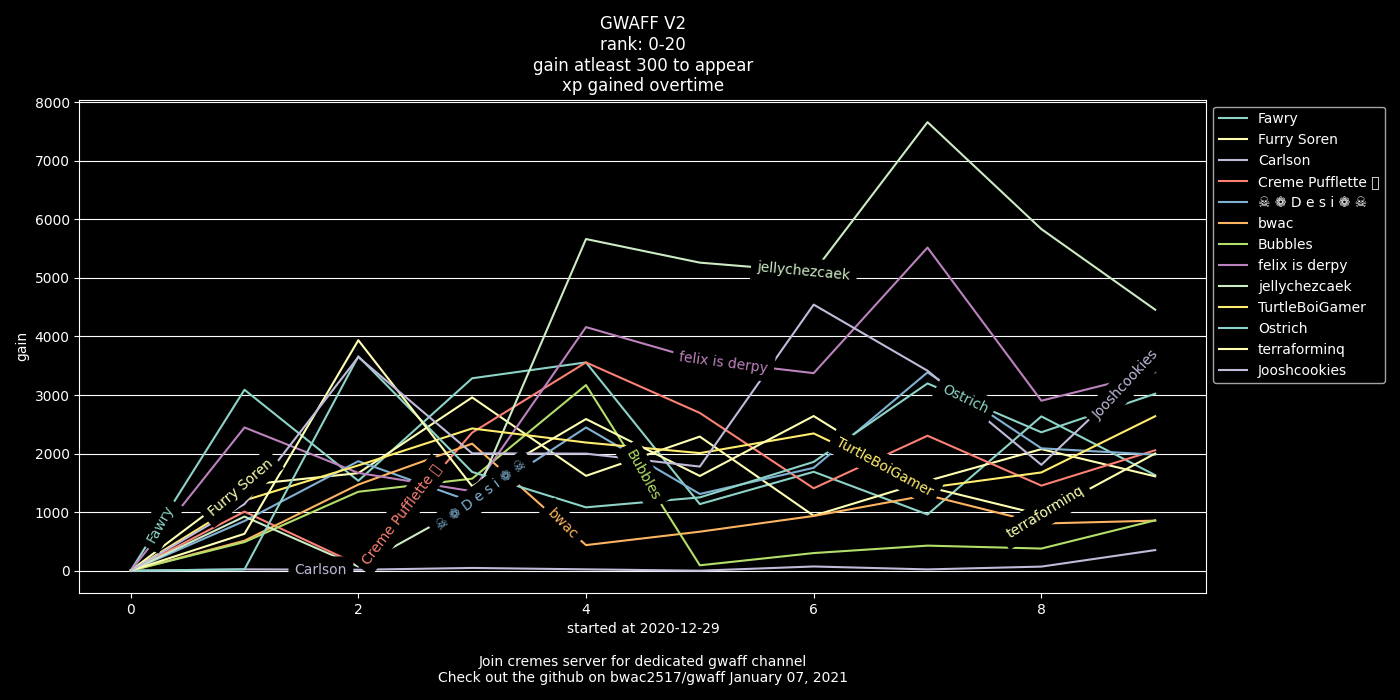 GWAFF V2
rank: 0-20
gain atleast 300 to appear
xp gained overtime
8000
7000
6000
5000
4000
3000
2000
1000
0
gain
Fawry
Furry Soren
Carlson
Creme Pufflette
☠ ❁ D e s i ❁ ☠
bwac
Bubbles
felix is derpy
jellychezcaek
TurtleBoiGamer
Ostrich
terraforminq
Jooshcookies
0 2 4 6 8
started at 2020-12-29
Fawry
Furry Soren
Carlson
Creme Pufflette ▯
☠ ❁ D e s i ❁ ☠
bwac
Bubbles
felix is derpy
jellychezcaek
TurtleBoiGamer
Ostrich
terraforminq
Jooshcookies
Join cremes server for dedicated gwaff channel
Check out the github on bwac2517/gwaff January 07, 2021